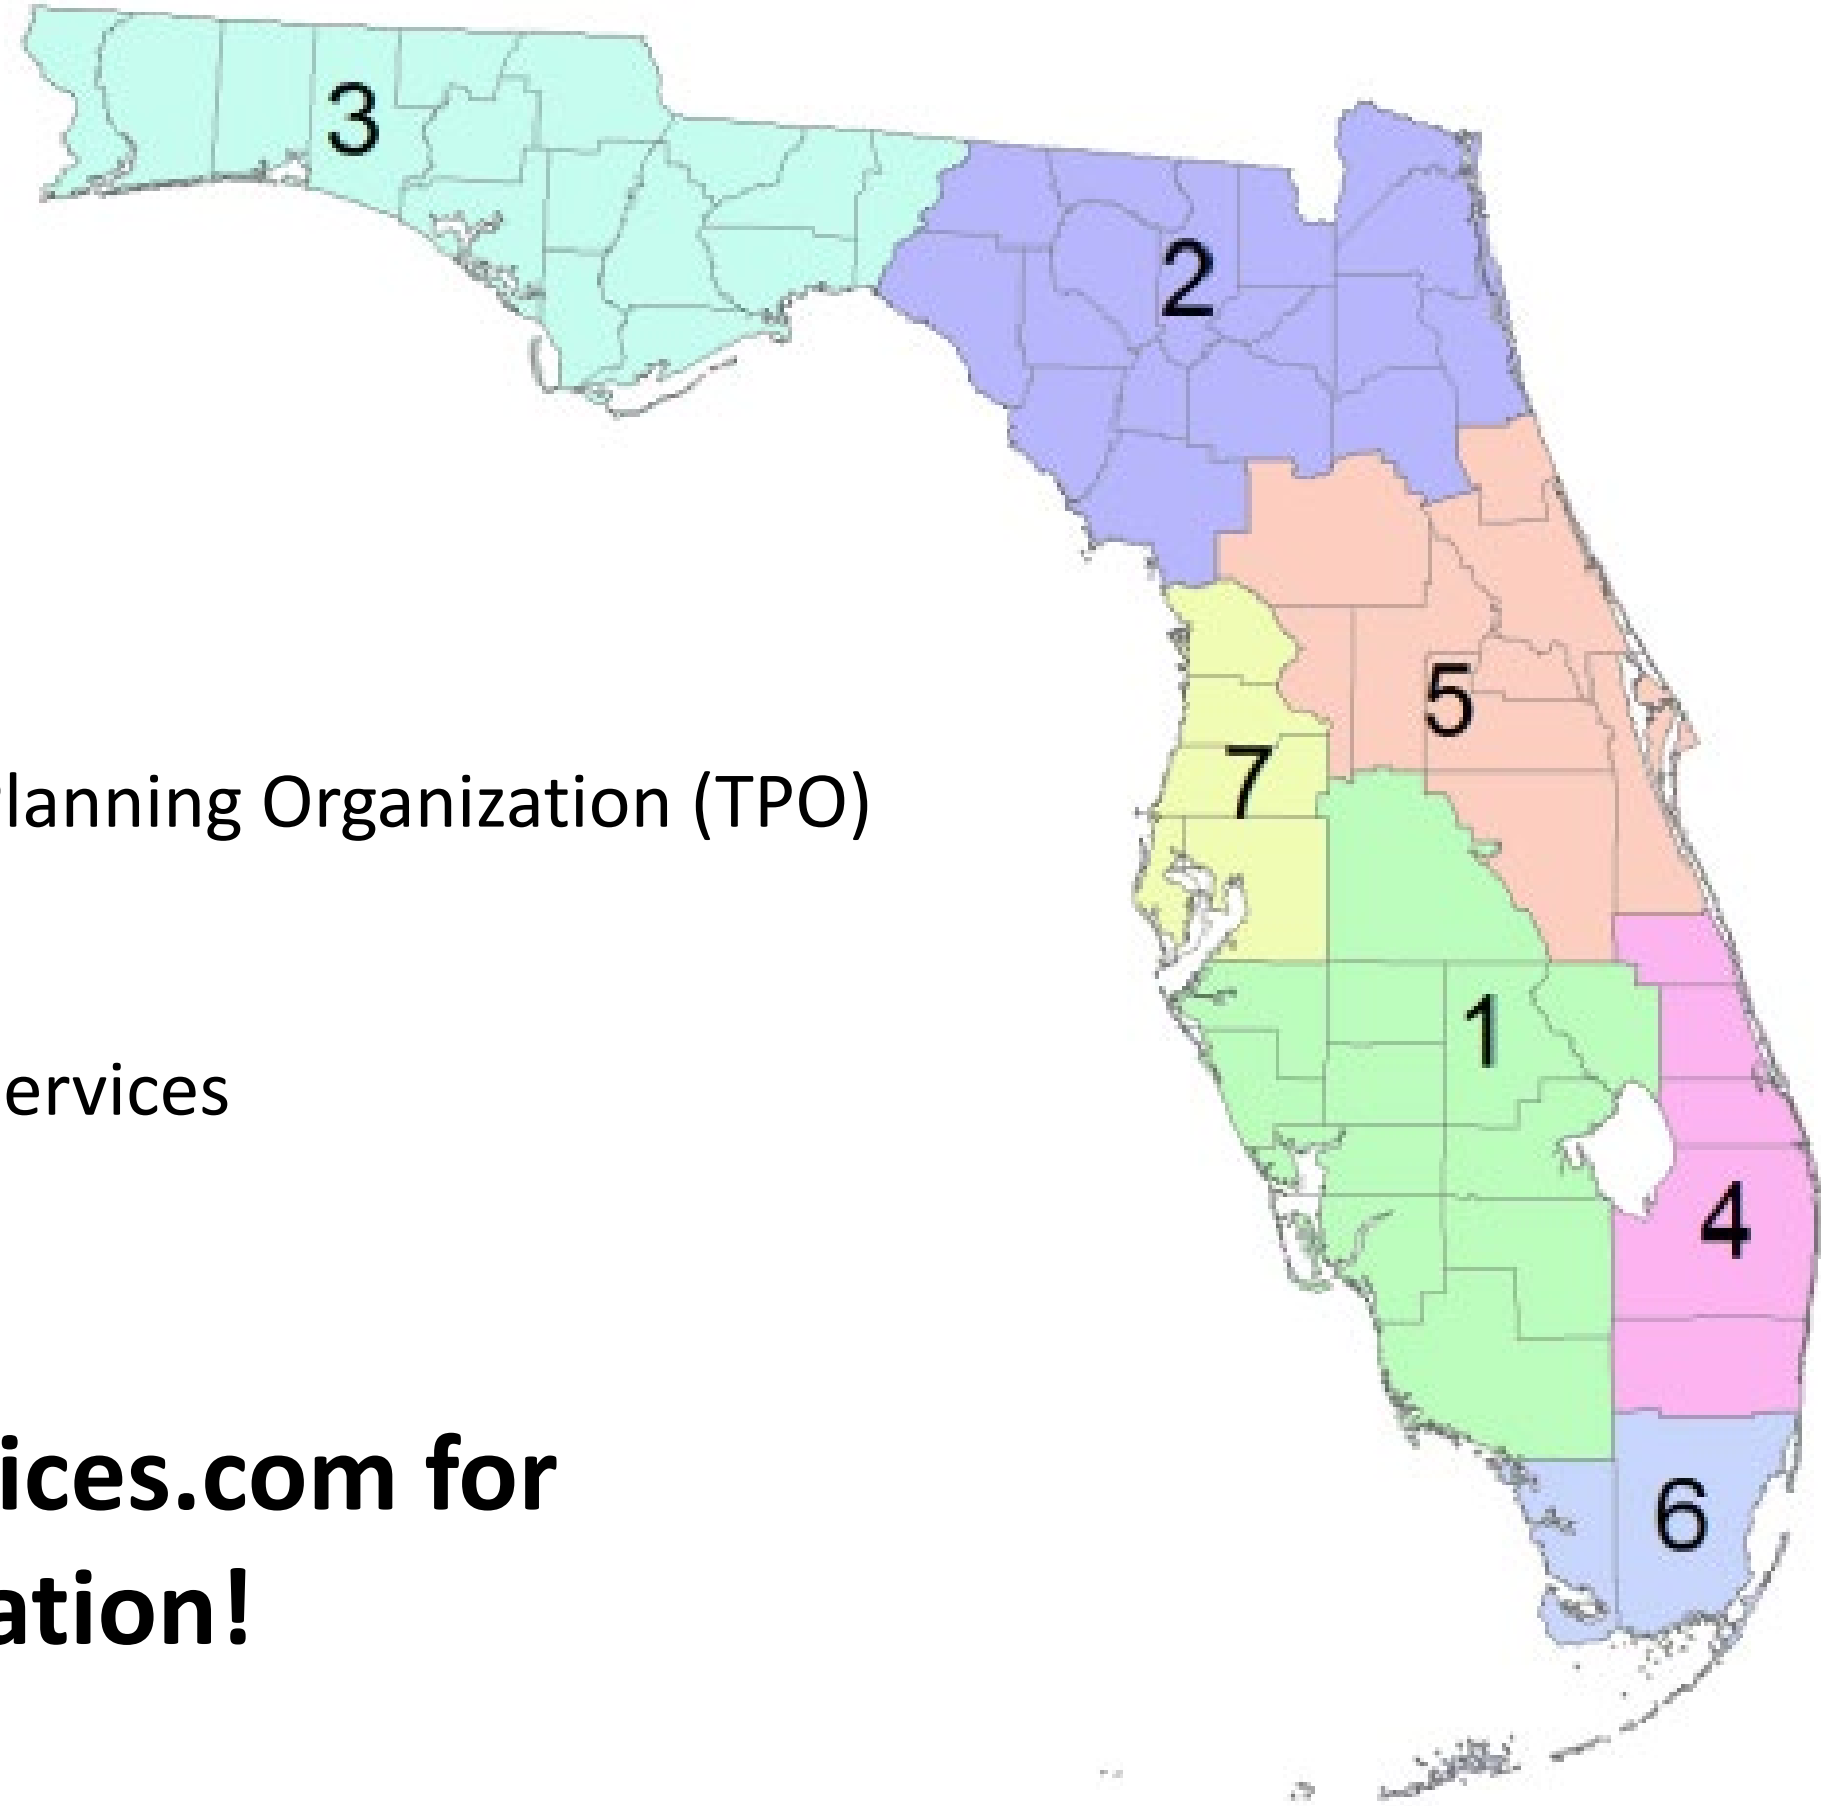 3
2
5
7
lanning Organization (TPO)
1
ervices
4
ices.com for
6
ation!